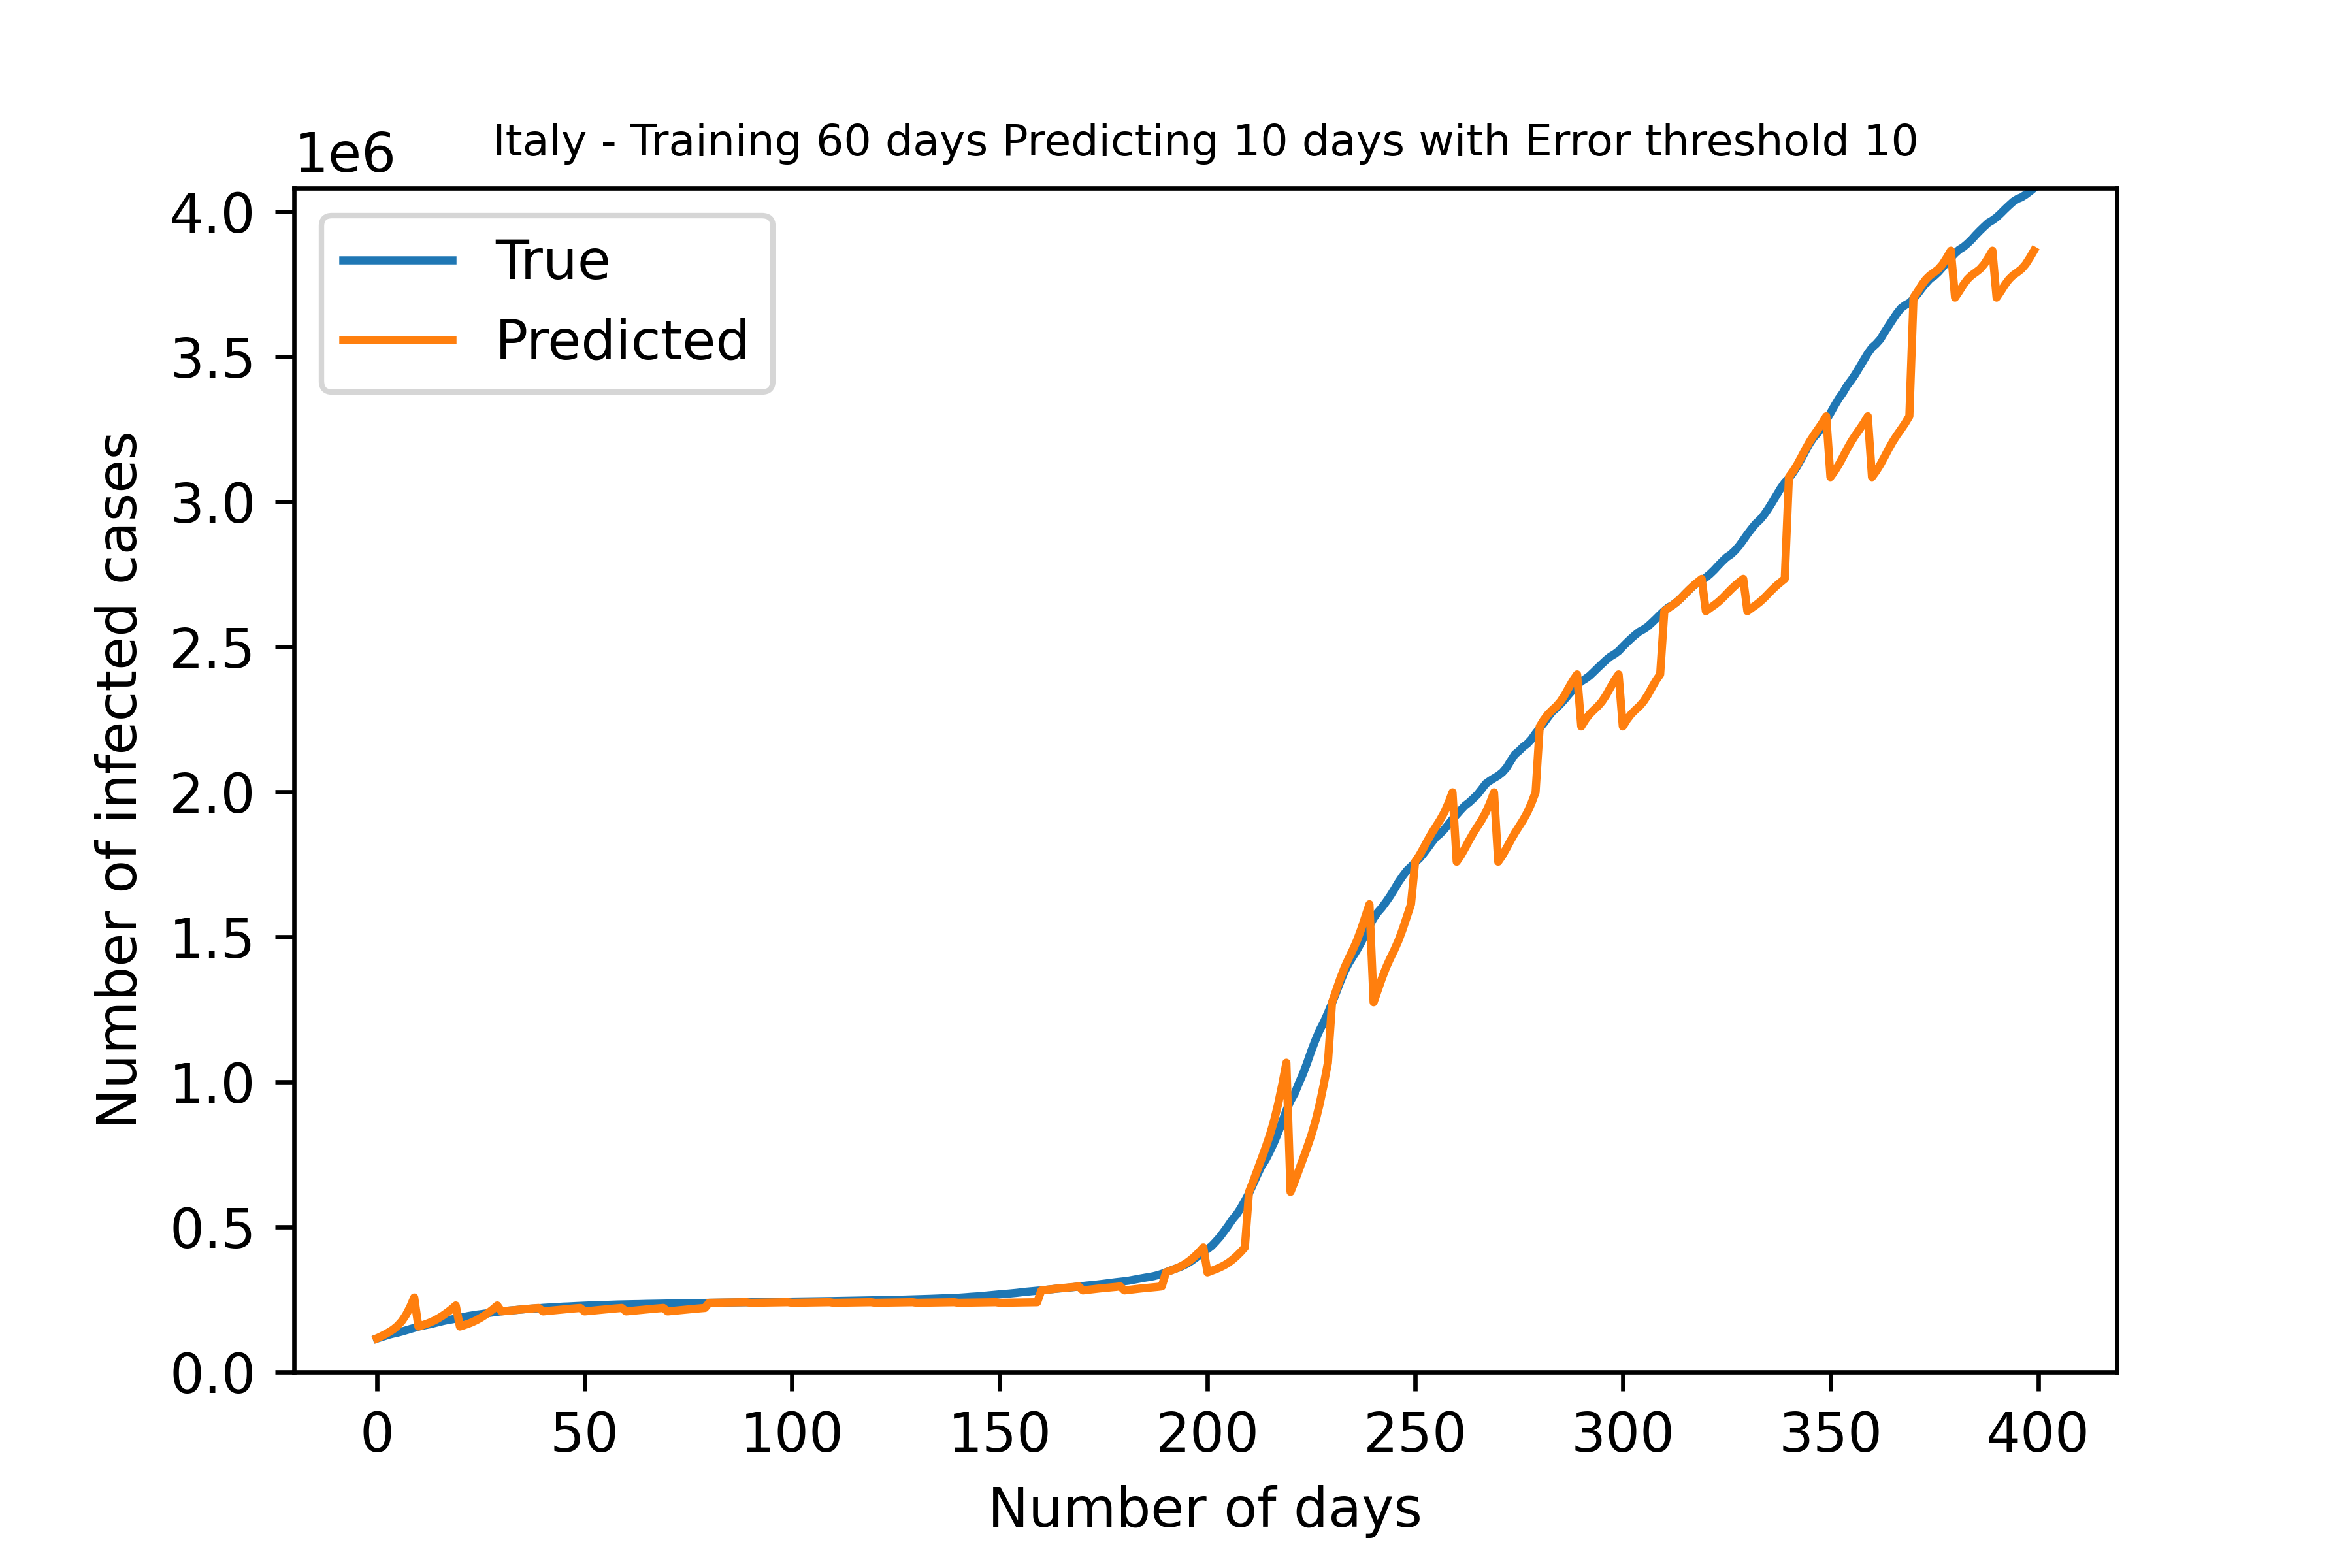 Italy - Training 60 days Predicting 10 days with Error threshold 10
1e6
True
Predicted
4.0
3.5
3.0
2.5
2.0
1.5
1.0
0.5
0.0
Number of infected cases
0 50 100 150 200 250 300 350 400
Number of days